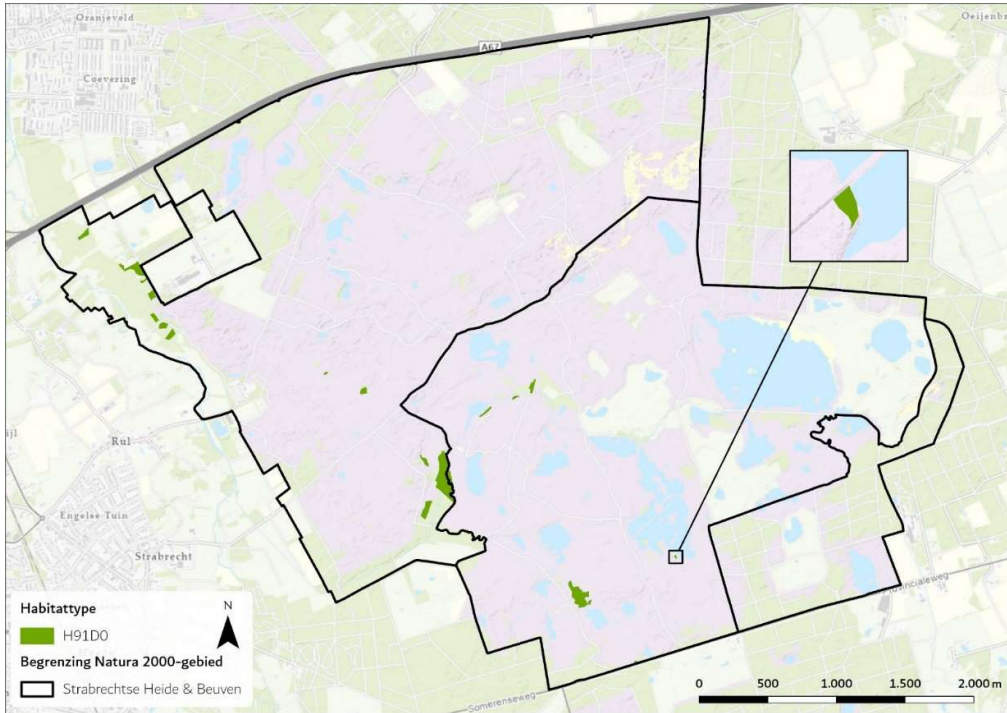 Oranjeveld
Oeijenbr
A67
Coevering
Rul
Engelse Tuin
Strabrecht
Provincialeweg
Somerenseweg
Habitattype
H91D0
Begrenzing Natura 2000-gebied
Strabrechtse Heide & Beuven
N
0 500 1.000 1.500 2.000 m